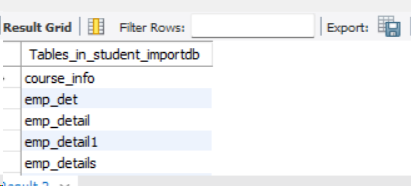 Result Grid Filter Rows: Export:
Tables_in_student_importdb
course_info
emp_det
emp_detail
emp_detail1
emp_details